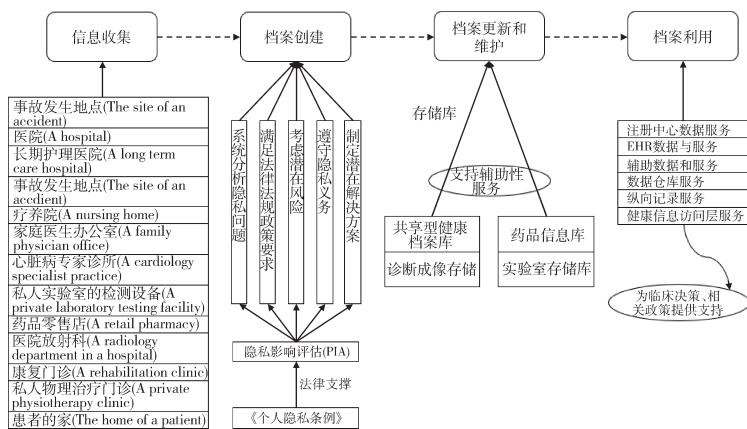 信息收集
档案创建
档案更新和
维护
档案利用
事故发生地点(The site of an
accident)
医院(A hospital)
长期护理医院(A long term
care hospital)
事故发生地点(The site of an
accdient)
疗养院(A nursing home)
家庭医生办公室(A family
physician office)
心脏病专家诊所(A cardiology
specialist practice)
私人实验室的检测设备(A
private laboratory testing facility)
药品零售店(A retail pharmacy)
医院放射科(A radiology
department in a hospital)
康复门诊(A rehabilitation clinic)
私人物理治疗门诊(A private
physiotherapy clinic)
患者的家(The home of a patient)
系统分析隐私问题
满足法律法规政策要求
考虑潜在风险
遵守隐私义务
制定潜在解决方案
隐私影响评估(PIA)
法律支撑
《个人隐私条例》
存储库
支持辅助性
服务
共享型健康
档案库
诊断成像存储
药品信息库
实验室存储库
注册中心数据服务
EHR数据与服务
辅助数据和服务
数据仓库服务
纵向记录服务
健康信息访问层服务
为临床决策、相
关政策提供支持